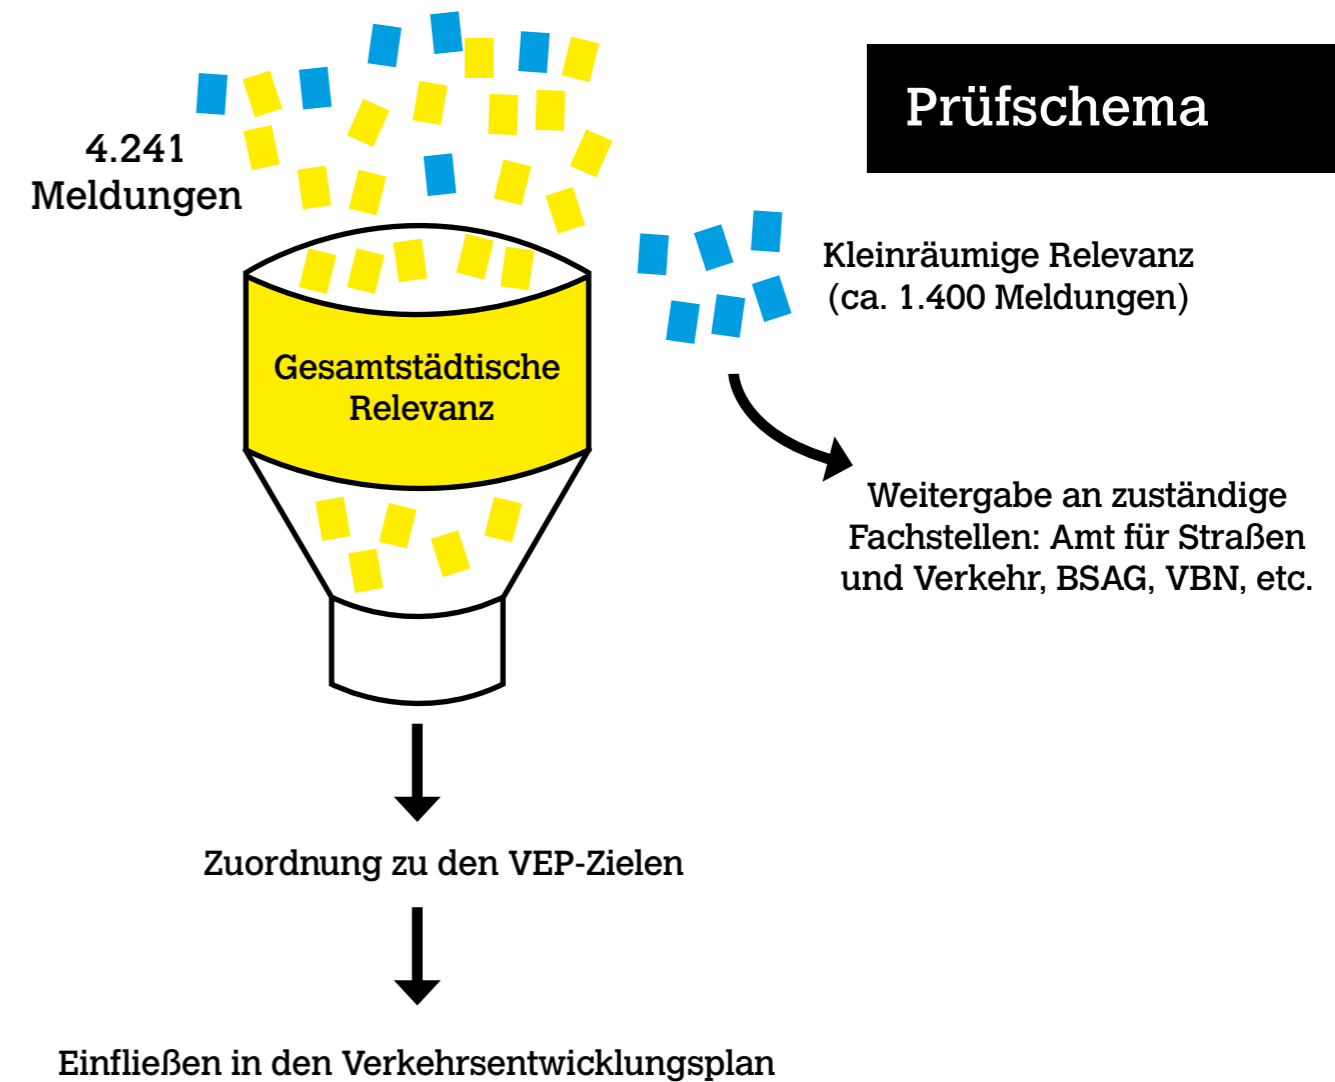 Prüfschema
4.241
Meldungen
Kleinräumige Relevanz
(ca. 1.400 Meldungen)
Gesamtstädtische
Relevanz
Weitergabe an zuständige
Fachstellen: Amt für Straßen
und Verkehr, BSAG, VBN, etc.
Zuordnung zu den VEP-Zielen
Einfließen in den Verkehrsentwicklungsplan